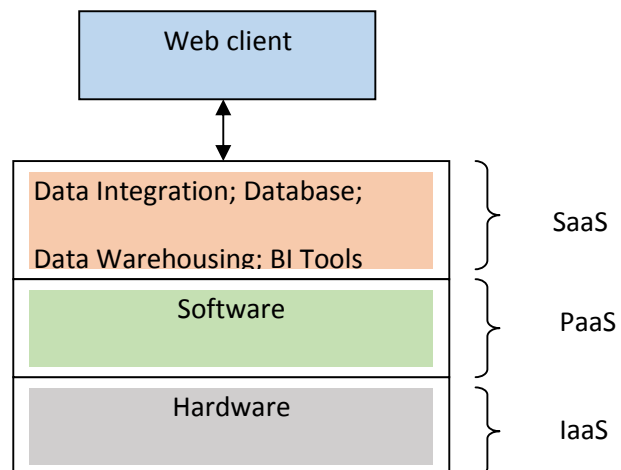 Web client
Data Integration; Database;
Data Warehousing; BI Tools
SaaS
Software
PaaS
Hardware
IaaS